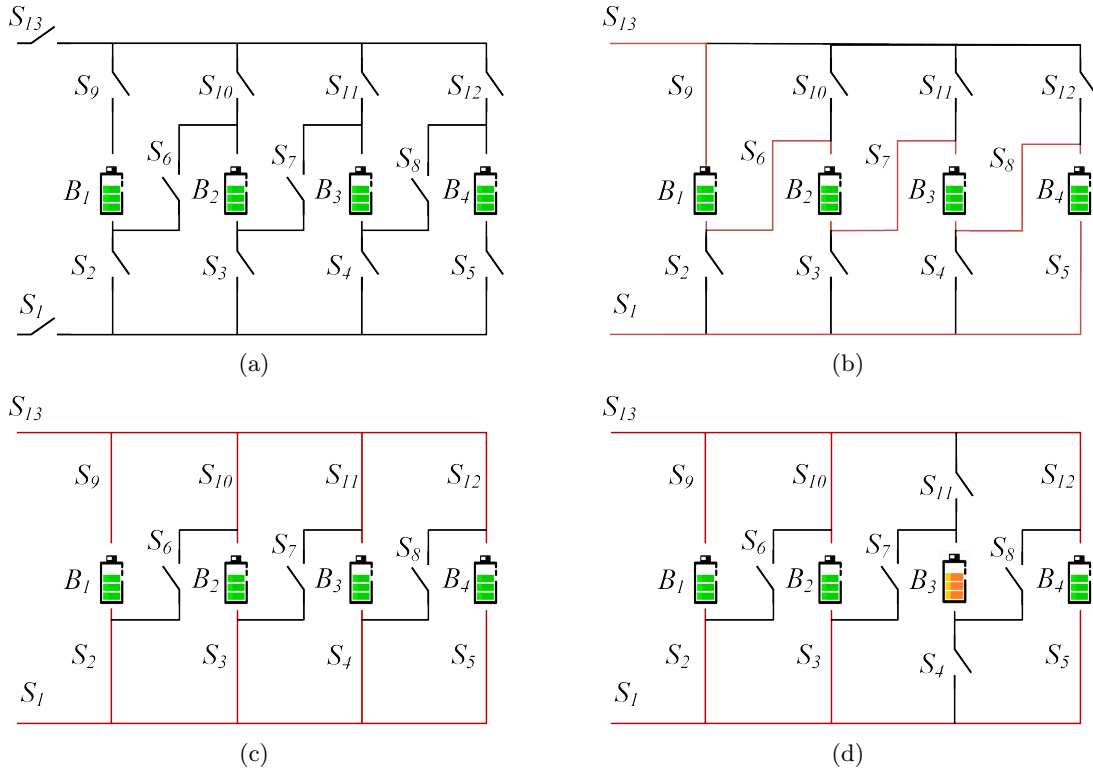 S13
S9 S10 S11 S12
S6 S7 S8
B1 B2 B3 B4
S2 S3 S4 S5
S1
(a)
S13
S9 S10 S11 S12
S6 S7 S8
B1 B2 B3 B4
S2 S3 S4 S5
S1
(b)
S13
S9 S10 S11 S12
S6 S7 S8
B1 B2 B3 B4
S2 S3 S4 S5
S1
(c)
S13
S9 S10 S11 S12
S6 S7 S8
B1 B2 B3 B4
S2 S3 S4 S5
S1
(d)